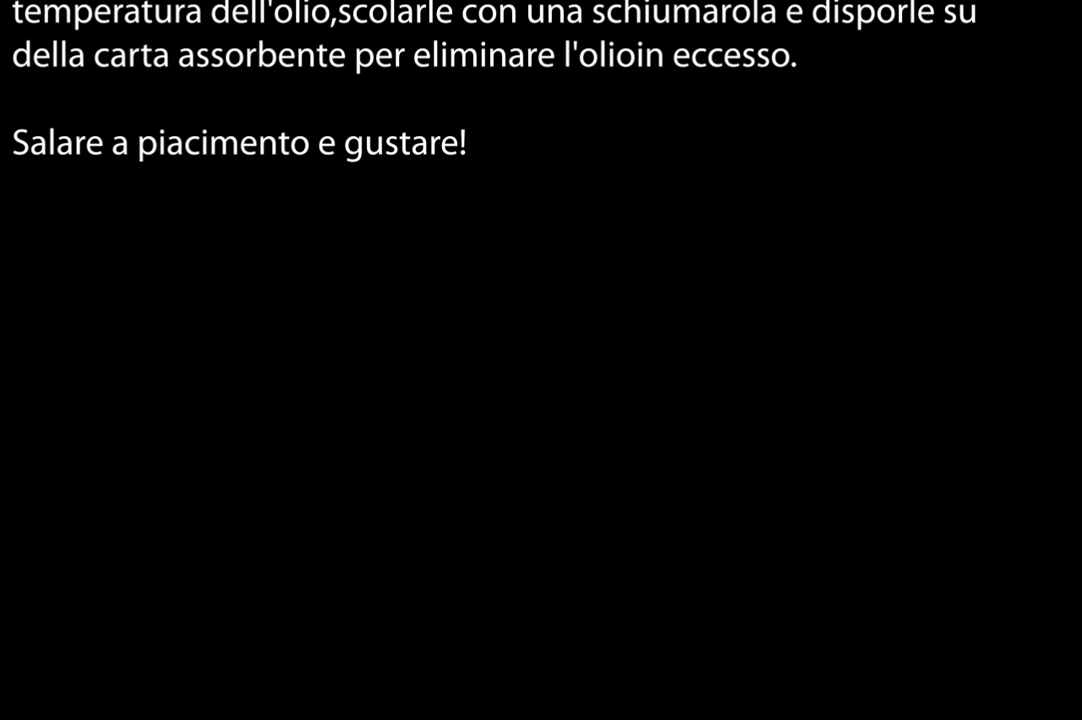 temperatura dell'olio,scolarle con una schiumarola e disporle su
della carta assorbente per eliminare l'olioin eccesso.
Salare a piacimento e gustare!